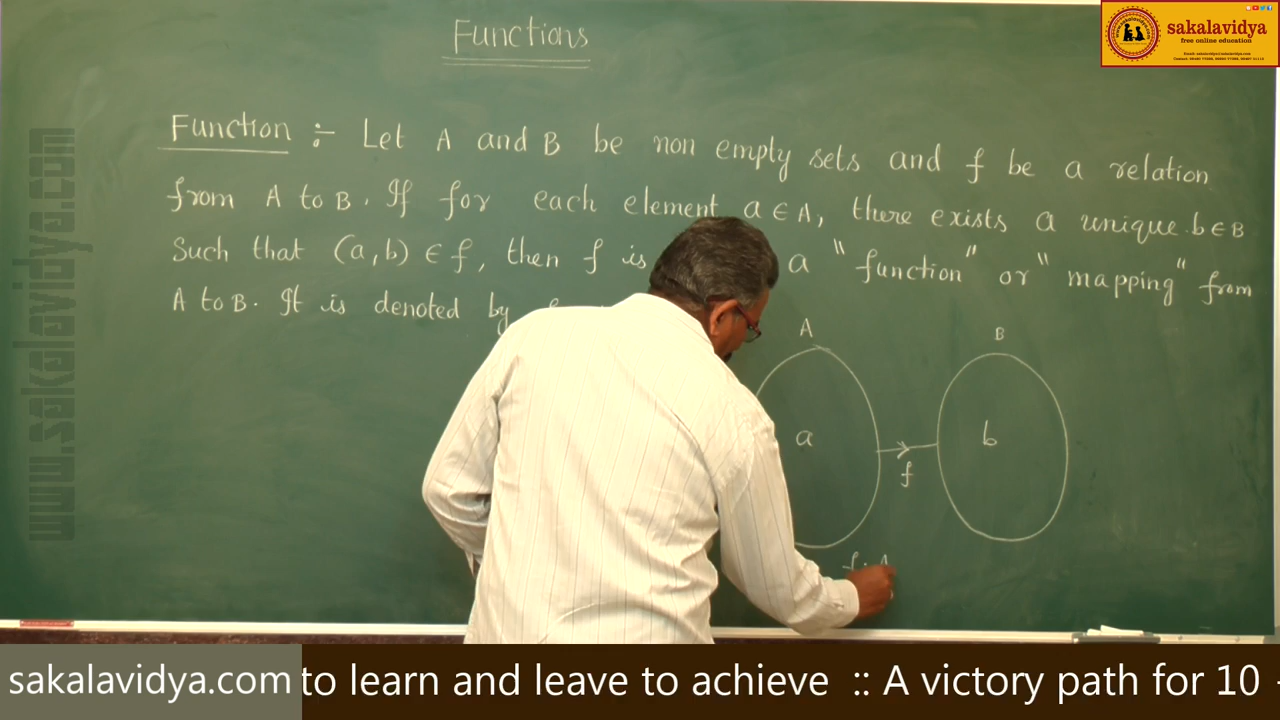 Functions
sakalavidya
free online education
Function :- Let A and B be non empty sets and f be a relation
from A to B. If for each element a ∈ A, there exists a unique b ∈ B
Such that (a, b) ∈ f, then f is a "function" or "mapping" from
A to B. It is denoted by
A B
a b
f
f: A
www.sakalavidya.com
sakalavidya.com to learn and leave to achieve :: A victory path for 10